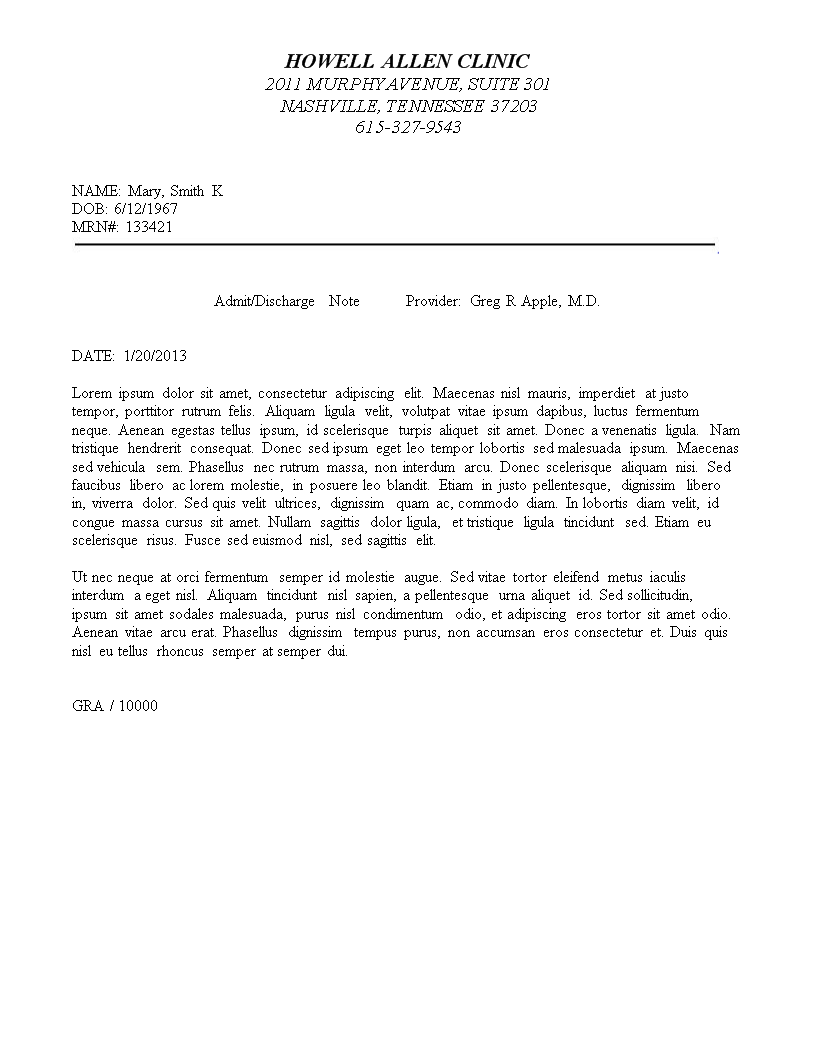 HOWELL ALLEN CLINIC
2011 MURPHY AVENUE, SUITE 301
NASHVILLE, TENNESSEE 37203
615-327-9543
NAME: Mary, Smith K
DOB: 6/12/1967
MRN#: 133421
Admit/Discharge Note Provider: Greg R Apple, M.D.
DATE: 1/20/2013
Lorem ipsum dolor sit amet, consectetur adipiscing elit. Maecenas nisl mauris, imperdiet at justo
tempor, porttitor rutrum felis. Aliquam ligula velit, volutpat vitae ipsum dapibus, luctus fermentum
neque. Aenean egestas tellus ipsum, id scelerisque turpis aliquet sit amet. Donec a venenatis ligula. Nam
tristique hendrerit consequat. Donec sed ipsum eget leo tempor lobortis sed malesuada ipsum. Maecenas
sed vehicula sem. Phasellus nec rutrum massa, non interdum arcu. Donec scelerisque aliquam nisi. Sed
faucibus libero ac lorem molestie, in posuere leo blandit. Etiam in justo pellentesque, dignissim libero
in, viverra dolor. Sed quis velit ultrices, dignissim quam ac, commodo diam. In lobortis diam velit, id
congue massa cursus sit amet. Nullam sagittis dolor ligula, et tristique ligula tincidunt sed. Etiam eu
scelerisque risus. Fusce sed euismod nisl, sed sagittis elit.
Ut nec neque at orci fermentum semper id molestie augue. Sed vitae tortor eleifend metus iaculis
interdum a eget nisl. Aliquam tincidunt nisl sapien, a pellentesque urna aliquet id. Sed sollicitudin,
ipsum sit amet sodales malesuada, purus nisl condimentum odio, et adipiscing eros tortor sit amet odio.
Aenean vitae arcu erat. Phasellus dignissim tempus purus, non accumsan eros consectetur et. Duis quis
nisl eu tellus rhoncus semper at semper dui.
GRA / 10000